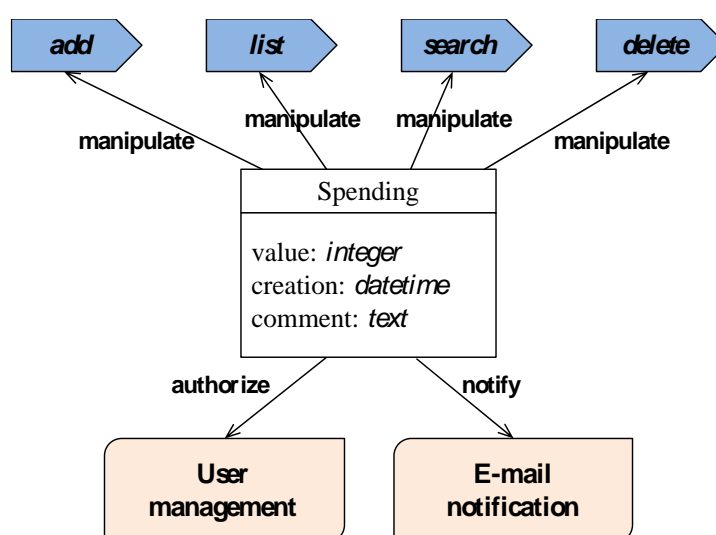 add
list
search
delete
manipulate
manipulate
manipulate
manipulate
Spending
value: integer
creation: datetime
comment: text
authorize
notify
User
management
E-mail
notification